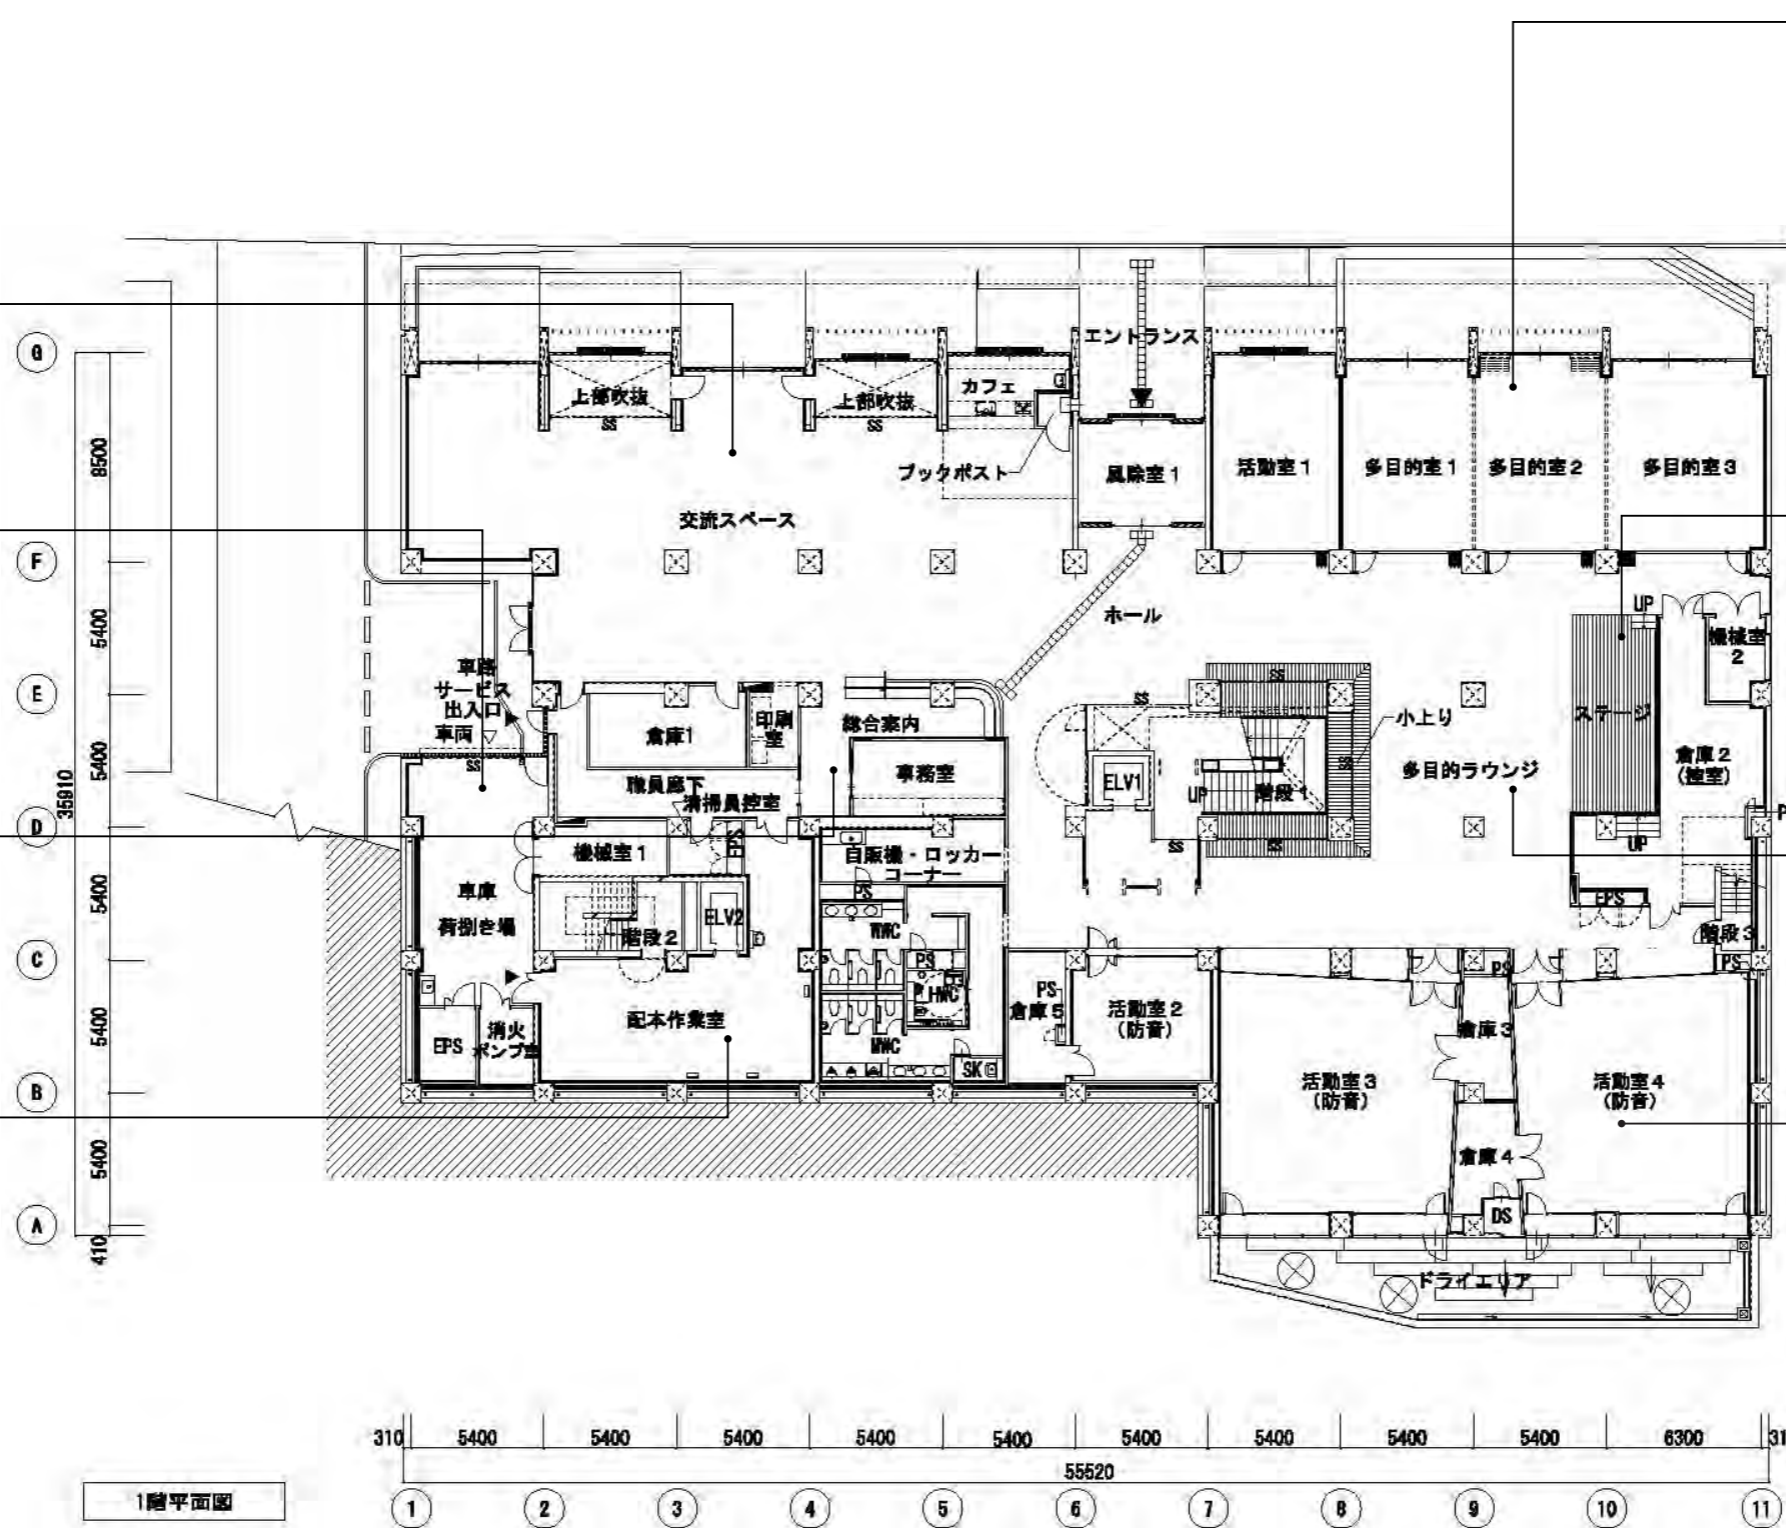 エントランス
G
カフェ
上部吹抜
上部吹抜
SS
SS
8500
ブックポスト
風除室1
活動室1
多目的室1
多目的室2
多目的室3
交流スペース
F
5400
ホール
UP
機械室
2
車路
サービス
出入口
車両
E
SS
SS
SS
倉庫1
印刷
室
総合案内
小上り
ステージ
事務室
倉庫2
(控室)
多目的ラウンジ
5400
SS
SS
職員廊下
清掃員控室
ELV1
UP
階段1
35910
D
P
UP
EPS
機械室1
自販機・ロッカー
コーナー
SS
SS
5400
車庫
荷捌き場
PS
EPS
ELV2
階段2
WWC
階段3
C
PS
PS
PS
HWC
PS
倉庫5
活動室2
(防音)
5400
配本作業室
消火
ポンプ室
EPS
倉庫3
MWC
SK
活動室3
(防音)
活動室4
(防音)
B
5400
倉庫4
DS
A
410
ドライエリア
310
5400
5400
5400
5400
5400
5400
5400
5400
5400
6300
31
55520
1階平面図
1
2
3
4
5
6
7
8
9
10
11